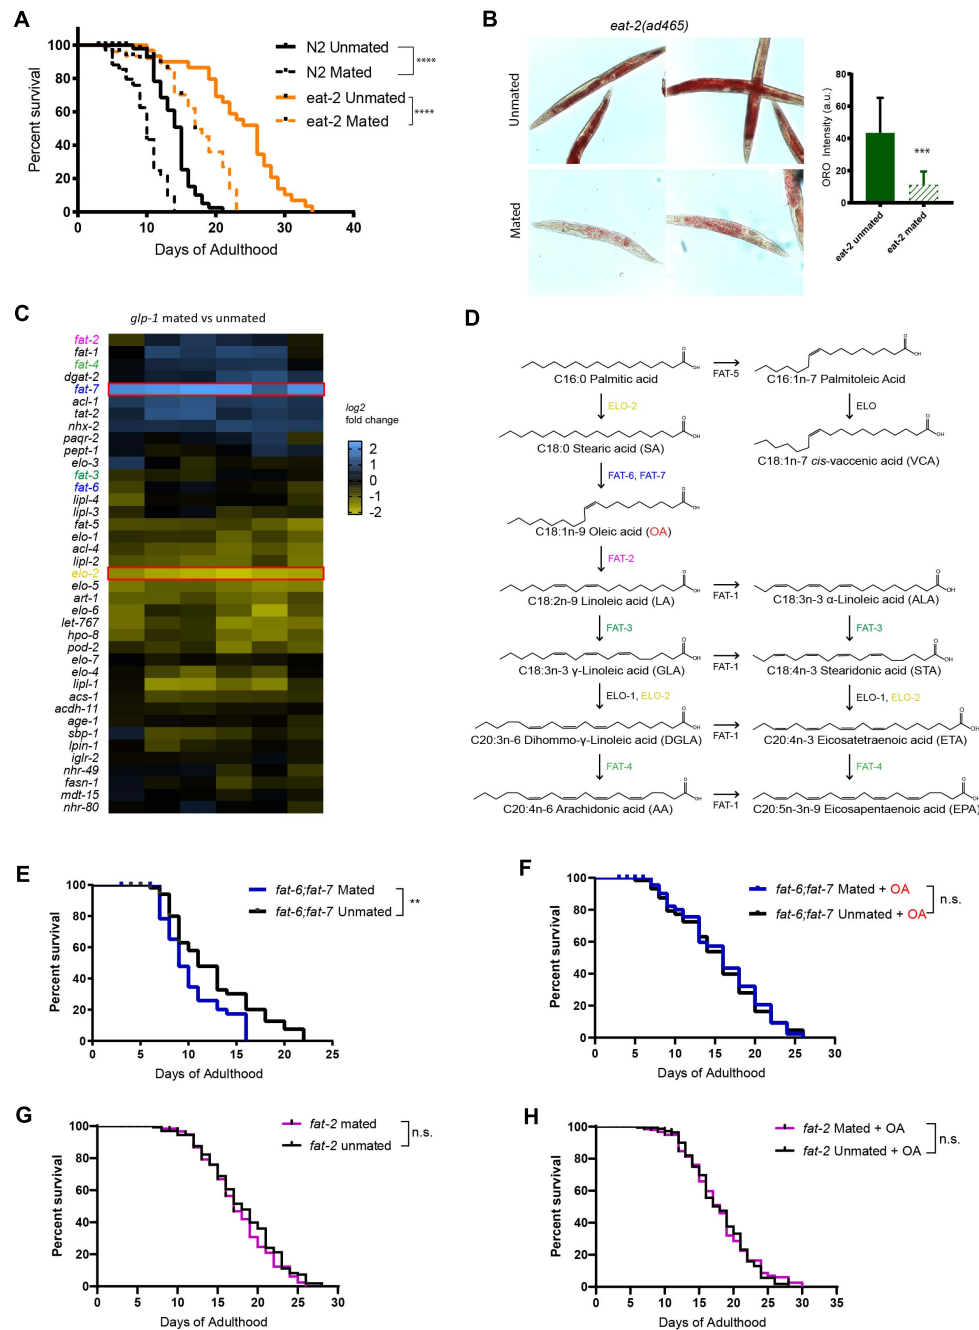 A
N2 Unmated
N2 Mated
eat-2 Unmated
eat-2 Mated
****
****
Percent survival
100
80
60
40
20
0
0 10 20 30 40
Days of Adulthood
B
eat-2(ad465)
Unmated
Mated
ORO Intensity (a.u.)
80
60
40
20
0
***
eat-2 unmated
eat-2 mated
C
glp-1 mated vs unmated
fat-2
fat-1
fat-4
dgat-2
fat-7
acl-1
tat-2
nhx-2
paqr-2
pept-1
elo-3
fat-3
fat-6
lipl-4
lipl-3
fat-5
elo-1
acl-4
lipl-2
elo-2
elo-5
art-1
elo-6
let-767
hpo-8
pod-2
elo-7
elo-4
lipl-1
acs-1
acdh-11
age-1
sbp-1
lpin-1
iglr-2
nhr-49
fasn-1
mdt-15
nhr-80
log2
fold change
2
1
0
-1
-2
D
O
OH
C16:0 Palmitic acid
FAT-5
O
OH
C16:1n-7 Palmitoleic Acid
ELO-2
ELO
O
OH
C18:0 Stearic acid (SA)
O
OH
C18:1n-7 cis-vaccenic acid (VCA)
FAT-6, FAT-7
O
OH
C18:1n-9 Oleic acid (OA)
FAT-2
O
OH
C18:2n-9 Linoleic acid (LA)
FAT-1
O
OH
C18:3n-3 α-Linoleic acid (ALA)
FAT-3
FAT-3
O
OH
C18:3n-3 γ-Linoleic acid (GLA)
FAT-1
O
OH
C18:4n-3 Stearidonic acid (STA)
ELO-1, ELO-2
ELO-1, ELO-2
O
OH
C20:3n-6 Dihommo-γ-Linoleic acid (DGLA)
FAT-1
O
OH
C20:4n-3 Eicosatetraenoic acid (ETA)
FAT-4
FAT-4
O
OH
C20:4n-6 Arachidonic acid (AA)
FAT-1
O
OH
C20:5n-3n-9 Eicosapentaenoic acid (EPA)
E
fat-6;fat-7 Mated
fat-6;fat-7 Unmated
**
Percent survival
100
80
60
40
20
0
0 5 10 15 20 25
Days of Adulthood
F
fat-6;fat-7 Mated + OA
fat-6;fat-7 Unmated + OA
n.s.
Percent survival
100
80
60
40
20
0
0 5 10 15 20 25 30
Days of Adulthood
G
fat-2 mated
fat-2 unmated
n.s.
Percent survival
100
80
60
40
20
0
0 5 10 15 20 25 30
Days of Adulthood
H
fat-2 Mated + OA
fat-2 Unmated + OA
n.s.
Percent survival
100
80
60
40
20
0
0 5 10 15 20 25 30 35
Days of Adulthood